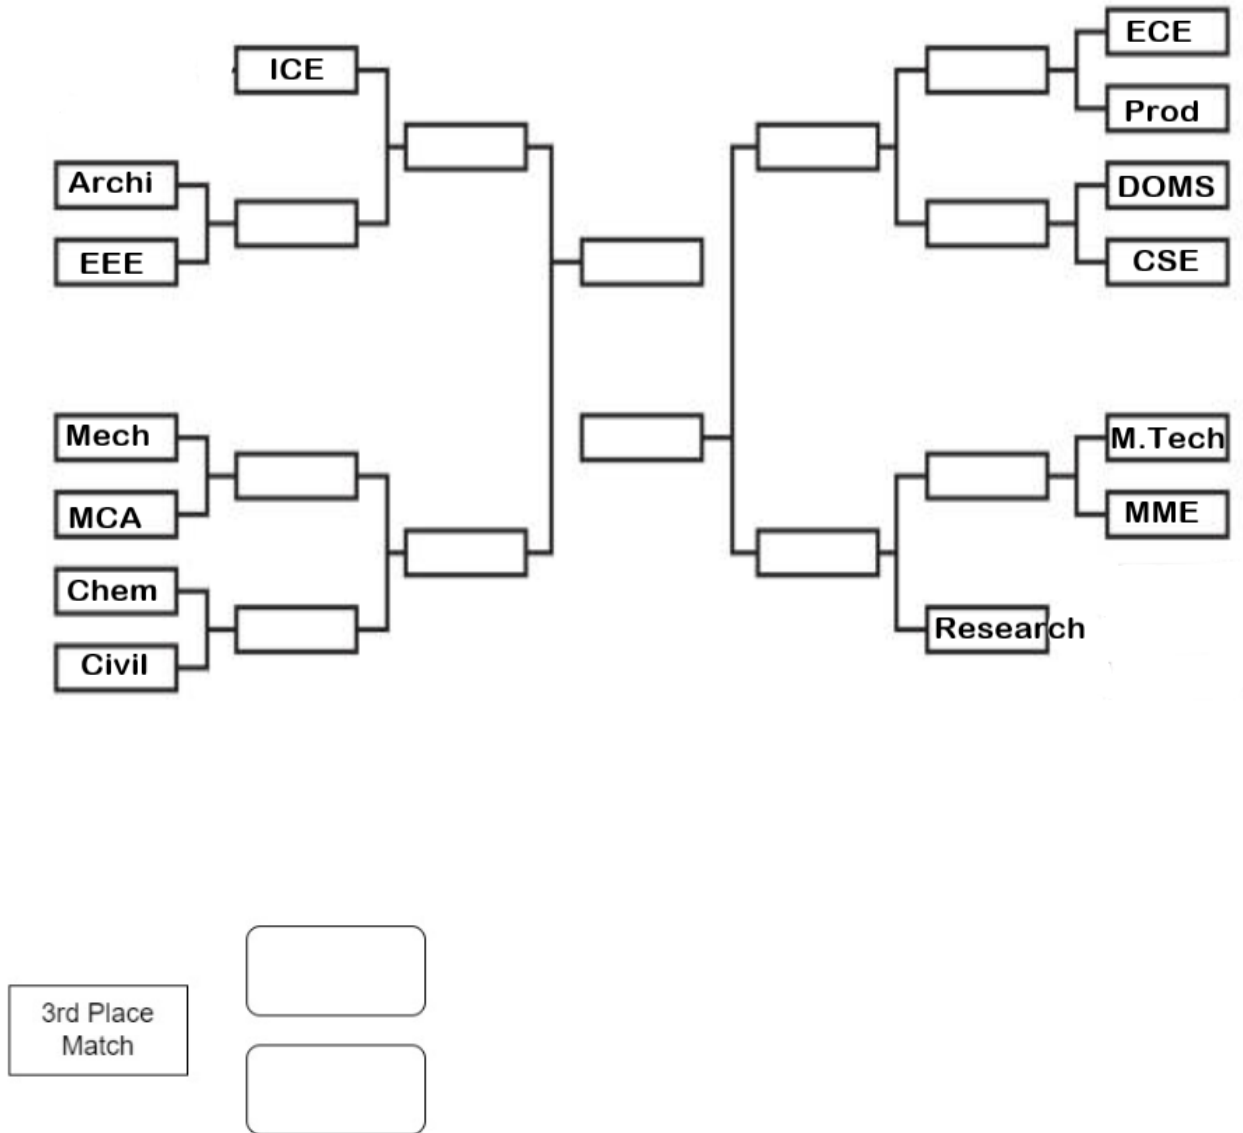 ICE
Archi
EEE
Mech
MCA
Chem
Civil
ECE
Prod
DOMS
CSE
M.Tech
MME
Research
3rd Place
Match